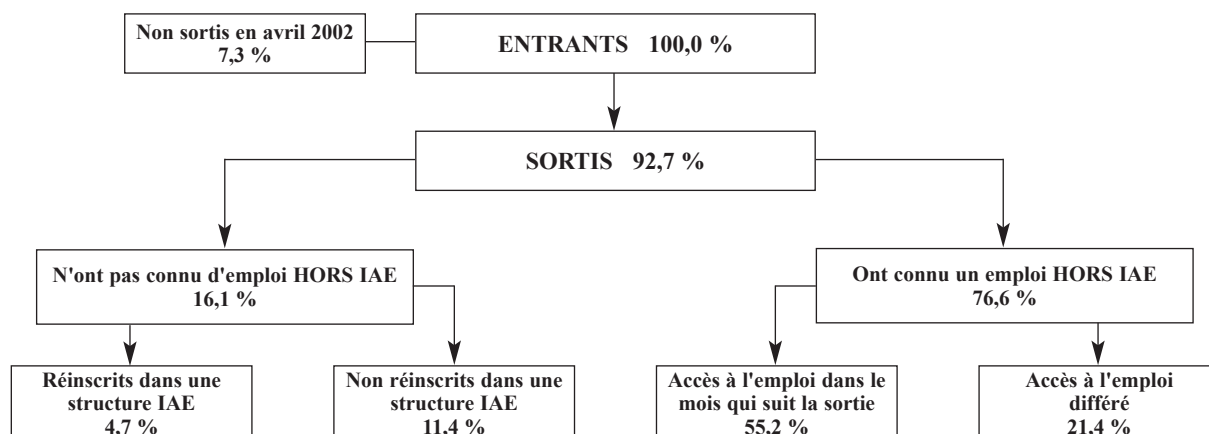 Non sortis en avril 2002
7,3 %
ENTRANTS 100,0 %
SORTIS 92,7 %
N'ont pas connu d'emploi HORS IAE
16,1 %
Ont connu un emploi HORS IAE
76,6 %
Réinscrits dans une
structure IAE
4,7 %
Non réinscrits dans une
structure IAE
11,4 %
Accès à l'emploi dans le
mois qui suit la sortie
55,2 %
Accès à l'emploi
différé
21,4 %